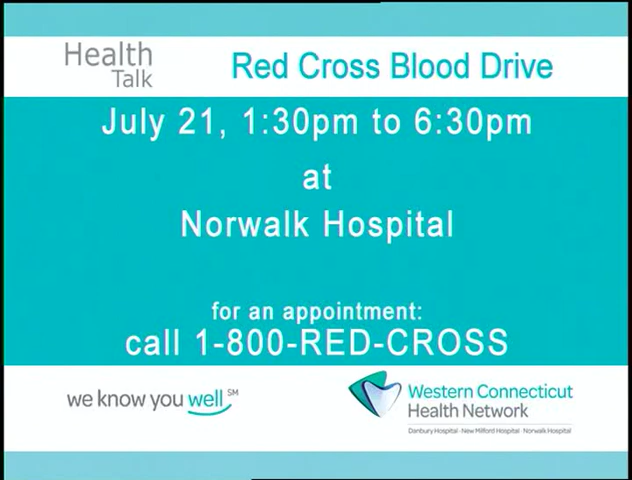 Health
Talk
Red Cross Blood Drive
July 21, 1:30pm to 6:30pm
at
Norwalk Hospital
for an appointment:
call 1-800-RED-CROSS
we know you well SM
Western Connecticut
Health Network
Danbury Hospital · New Milford Hospital · Norwalk Hospital